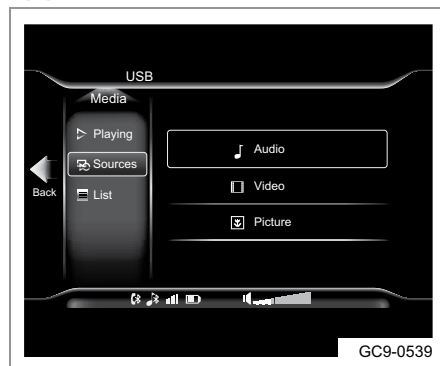 USB
Media
Playing
Sources
List
Back
Audio
Video
Picture
GC9-0539